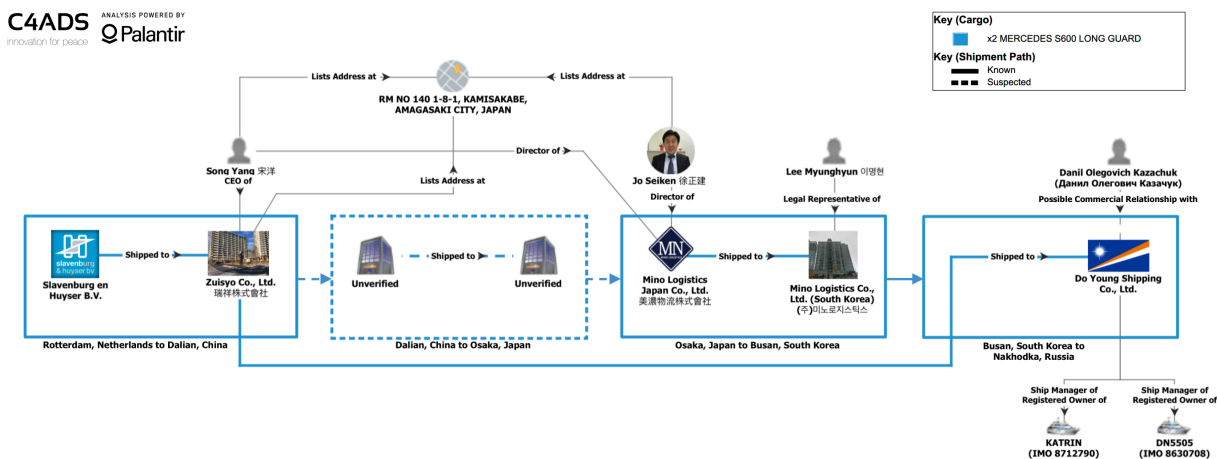 C4ADS
innovation for peace
ANALYSIS POWERED BY
Palantir
Key (Cargo)
x2 MERCEDES S600 LONG GUARD
Key (Shipment Path)
Known
Suspected
Lists Address at
Lists Address at
RM NO 140 1-8-1, KAMISAKABE,
AMAGASAKI CITY, JAPAN
Director of
Song Yang 宋洋
CEO of
Lists Address at
Jo Seiken 徐正建
Director of
Lee Myunghyun 이명현
Legal Representative of
Danil Olegovich Kazachuk
(Данил Олегович Казачук)
Possible Commercial Relationship with
slavenburg
& huyser bv
Shipped to
Slavenburg en
Huyser B.V.
Zuisyo Co., Ltd.
瑞祥株式會社
Rotterdam, Netherlands to Dalian, China
Shipped to
Unverified
Unverified
Dalian, China to Osaka, Japan
MN
Shipped to
Mino Logistics
Japan Co., Ltd.
美濃物流株式會社
Mino Logistics Co.,
Ltd. (South Korea)
(주)미노로지스틱스
Osaka, Japan to Busan, South Korea
Shipped to
Do Young Shipping
Co., Ltd.
Busan, South Korea to
Nakhodka, Russia
Ship Manager of
Registered Owner of
Ship Manager of
Registered Owner of
KATRIN
(IMO 8712790)
DN5505
(IMO 8630708)